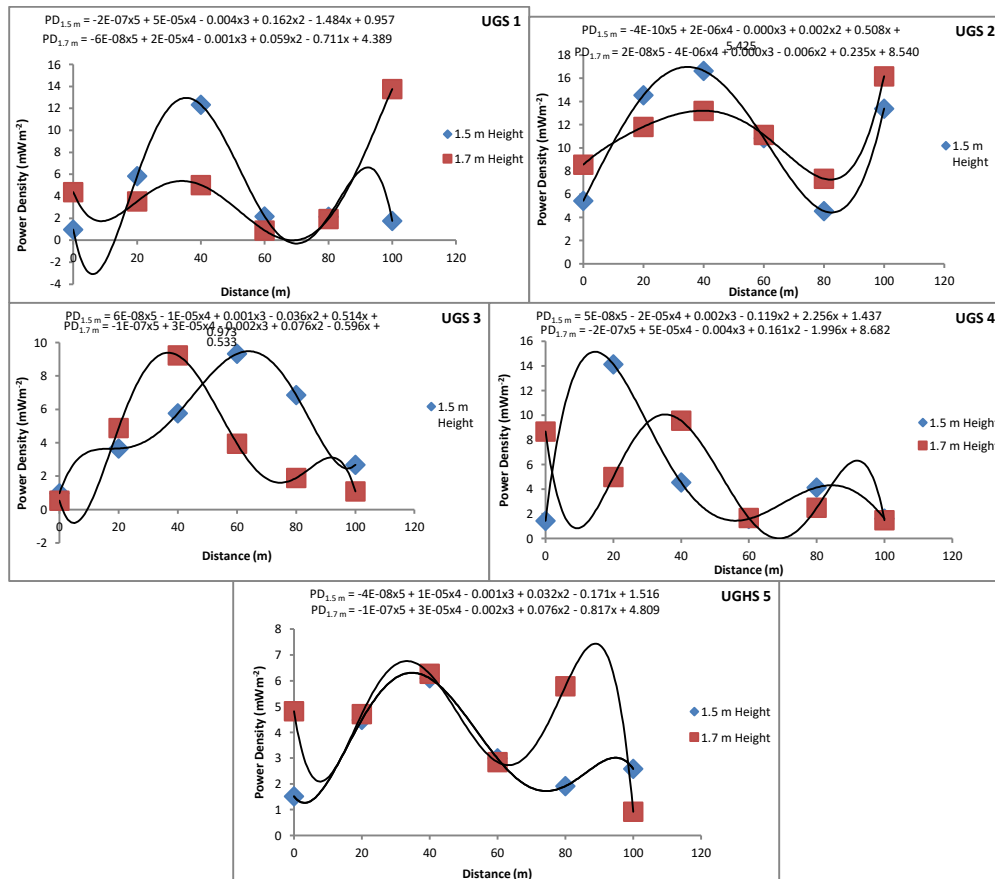 UGS 1
PD1.5 m = -2E-07x5 + 5E-05x4 - 0.004x3 + 0.162x2 - 1.484x + 0.957
PD1.7 m = -6E-08x5 + 2E-05x4 - 0.001x3 + 0.059x2 - 0.711x + 4.389
Power Density (mWm-2)
16
14
12
10
8
6
4
2
0
-2
-4
0 20 40 60 80 100 120
Distance (m)
1.5 m Height
1.7 m Height
UGS 2
PD1.5 m = -4E-10x5 + 2E-06x4 - 0.000x3 + 0.002x2 + 0.508x +
5.425
PD1.7 m = 2E-08x5 - 4E-06x4 + 0.000x3 - 0.006x2 + 0.235x + 8.540
Power Density (mWm-2)
18
16
14
12
10
8
6
4
2
0
0 20 40 60 80 100 120
Distance (m)
1.5 m
Height
UGS 3
PD1.5 m = 6E-08x5 - 1E-05x4 + 0.001x3 - 0.036x2 + 0.514x +
0.973
PD1.7 m = -1E-07x5 + 3E-05x4 - 0.002x3 + 0.076x2 - 0.596x +
0.533
Power Density (mWm-2)
10
8
6
4
2
0
-2
0 20 40 60 80 100 120
Distance (m)
1.5 m
Height
UGS 4
PD1.5 m = 5E-08x5 - 2E-05x4 + 0.002x3 - 0.119x2 + 2.256x + 1.437
PD1.7 m = -2E-07x5 + 5E-05x4 - 0.004x3 + 0.161x2 - 1.996x + 8.682
Power Density (mWm-2)
16
14
12
10
8
6
4
2
0
0 20 40 60 80 100 120
Distance (m)
1.5 m Height
1.7 m Height
UGHS 5
PD1.5 m = -4E-08x5 + 1E-05x4 - 0.001x3 + 0.032x2 - 0.171x + 1.516
PD1.7 m = -1E-07x5 + 3E-05x4 - 0.002x3 + 0.076x2 - 0.817x + 4.809
Power Density (mWm-2)
8
7
6
5
4
3
2
1
0
0 20 40 60 80 100 120
Distance (m)
1.5 m Height
1.7 m Height